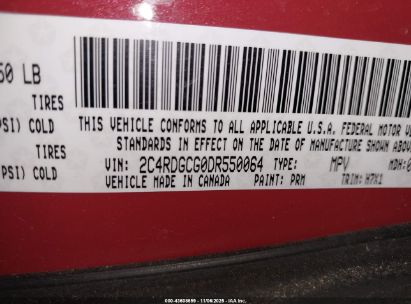 50 LB
TIRES
PSI) COLD
TIRES
PSI) COLD
THIS VEHICLE CONFORMS TO ALL APPLICABLE U.S.A. FEDERAL MOTOR
STANDARDS IN EFFECT ON THE DATE OF MANUFACTURE SHOWN ABOVE
VIN: 2C4RDGCG0DR550064 TYPE: MPV MDH:
VEHICLE MADE IN CANADA PAINT: PRM TRIM: H7X1